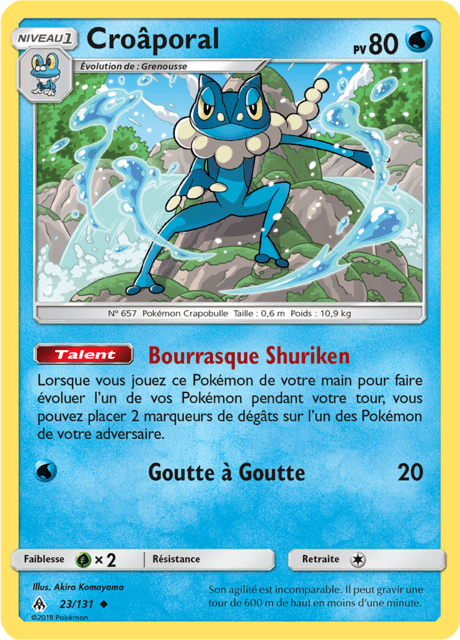 NIVEAU 1
Croâporal
PV 80
Évolution de : Grenousse
N° 657 Pokémon Crapobulle Taille : 0,6 m Poids : 10,9 kg
Talent Bourrasque Shuriken
Lorsque vous jouez ce Pokémon de votre main pour faire
évoluer l'un de vos Pokémon pendant votre tour, vous
pouvez placer 2 marqueurs de dégâts sur l'un des Pokémon
de votre adversaire.
Goutte à Goutte 20
Faiblesse ×2 Résistance Retraite
Illus. Akira Komayama
23/131
©2018 Pokémon
Son agilité est incomparable. Il peut gravir une
tour de 600 m de haut en moins d'une minute.